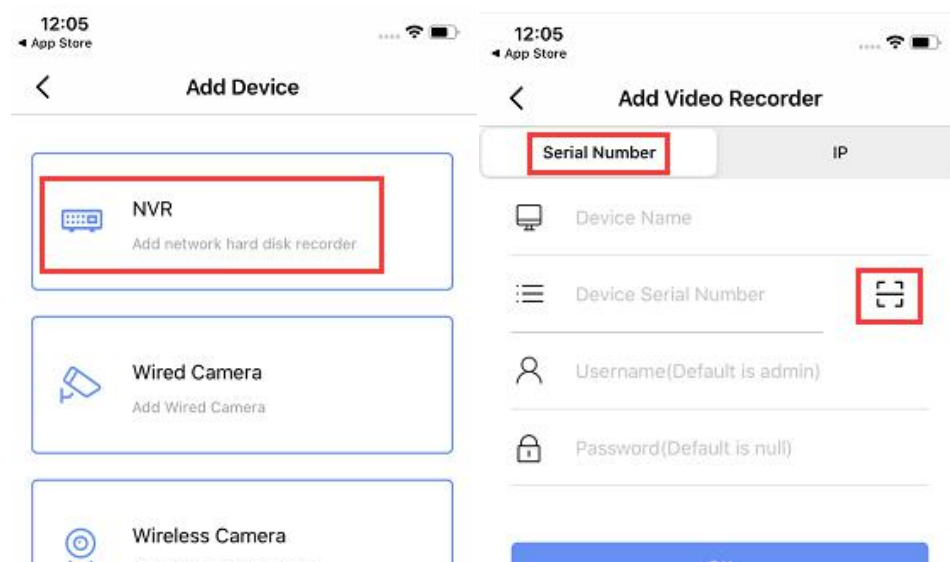 12:05
◀ App Store
Add Device
NVR
Add network hard disk recorder
Wired Camera
Add Wired Camera
Wireless Camera
12:05
◀ App Store
Add Video Recorder
Serial Number
IP
Device Name
Device Serial Number
Username(Default is admin)
Password(Default is null)